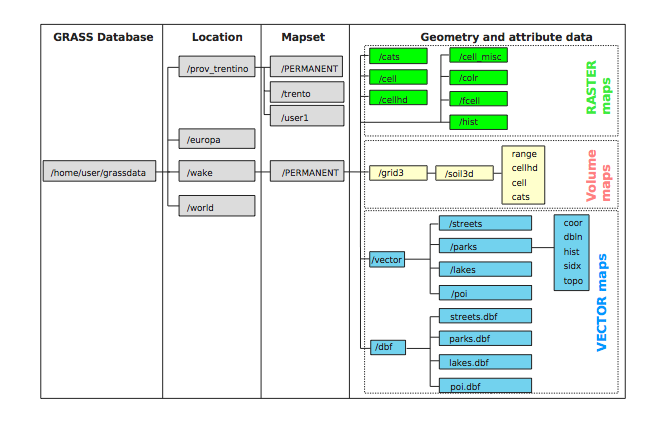 GRASS Database
Location
Mapset
Geometry and attribute data
/home/user/grassdata
/prov_trentino
/europa
/wake
/world
/PERMANENT
/trento
/user1
/PERMANENT
/cats
/cell
/cellhd
/cell_misc
/colr
/fcell
/hist
RASTER
maps
/grid3
/soil3d
range
cellhd
cell
cats
Volume
maps
/vector
/streets
/parks
/lakes
/poi
coor
dbln
hist
sidx
topo
/dbf
streets.dbf
parks.dbf
lakes.dbf
poi.dbf
VECTOR maps